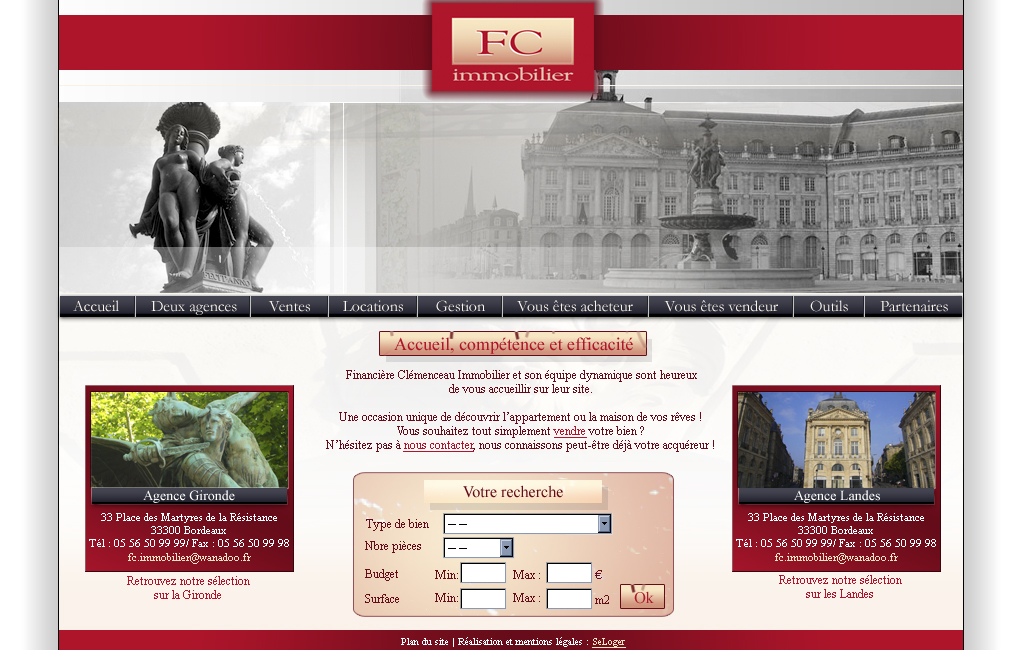 FC
immobilier
Accueil Deux agences Ventes Locations Gestion Vous êtes acheteur Vous êtes vendeur Outils Partenaires
Accueil, compétence et efficacité
Financière Clémenceau Immobilier et son équipe dynamique sont heureux
de vous accueillir sur leur site.
Une occasion unique de découvrir l'appartement ou la maison de vos rêves !
Vous souhaitez tout simplement vendre votre bien ?
N'hésitez pas à nous contacter, nous connaissons peut-être déjà votre acquéreur !
Agence Gironde
33 Place des Martyres de la Résistance
33300 Bordeaux
Tél : 05 56 50 99 99/ Fax : 05 56 50 99 98
fc.immobilier@wanadoo.fr
Retrouvez notre sélection
sur la Gironde
Votre recherche
Type de bien -- --
Nbre pièces -- --
Budget Min: Max : €
Surface Min: Max : m2
Ok
Agence Landes
33 Place des Martyres de la Résistance
33300 Bordeaux
Tél : 05 56 50 99 99/ Fax : 05 56 50 99 98
fc.immobilier@wanadoo.fr
Retrouvez notre sélection
sur les Landes
Plan du site | Réalisation et mentions légales : SeLoger